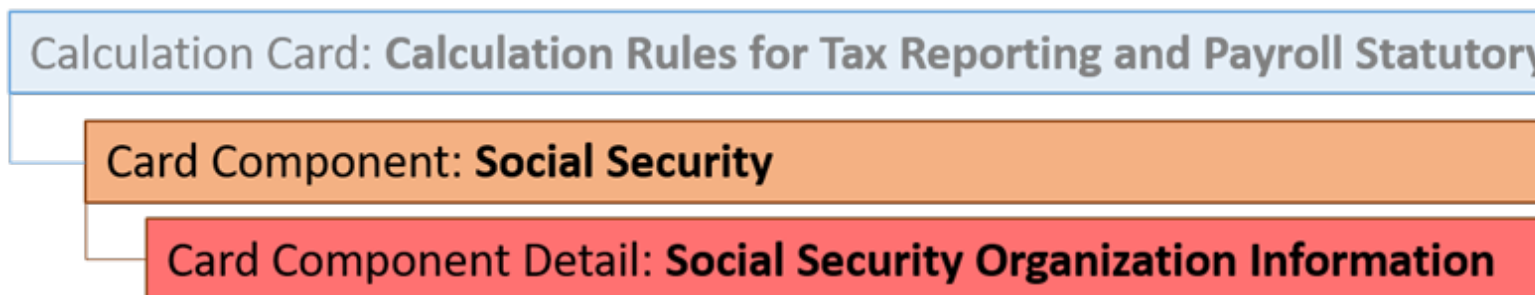 Calculation Card: Calculation Rules for Tax Reporting and Payroll Statutory
Card Component: Social Security
Card Component Detail: Social Security Organization Information